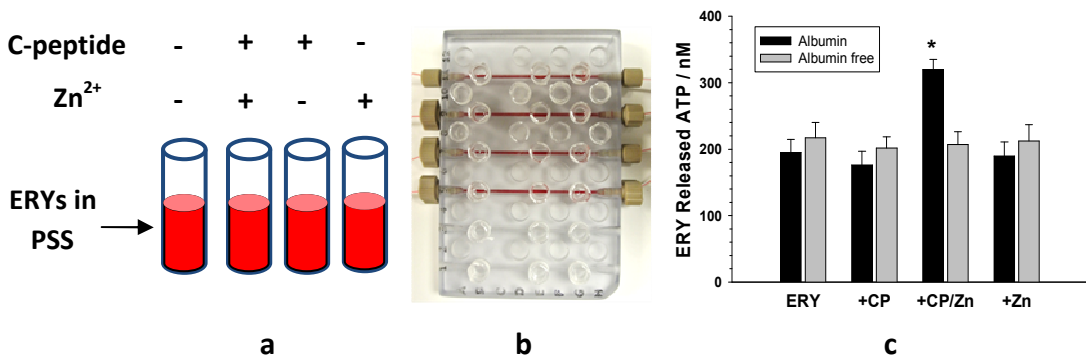 C-peptide - + + -
Zn2+ - + - +
ERYs in
PSS
a
b
A B C D E F G H
c
ERY Released ATP / nM
400
300
200
100
0
Albumin
Albumin free
*
ERY +CP +CP/Zn +Zn